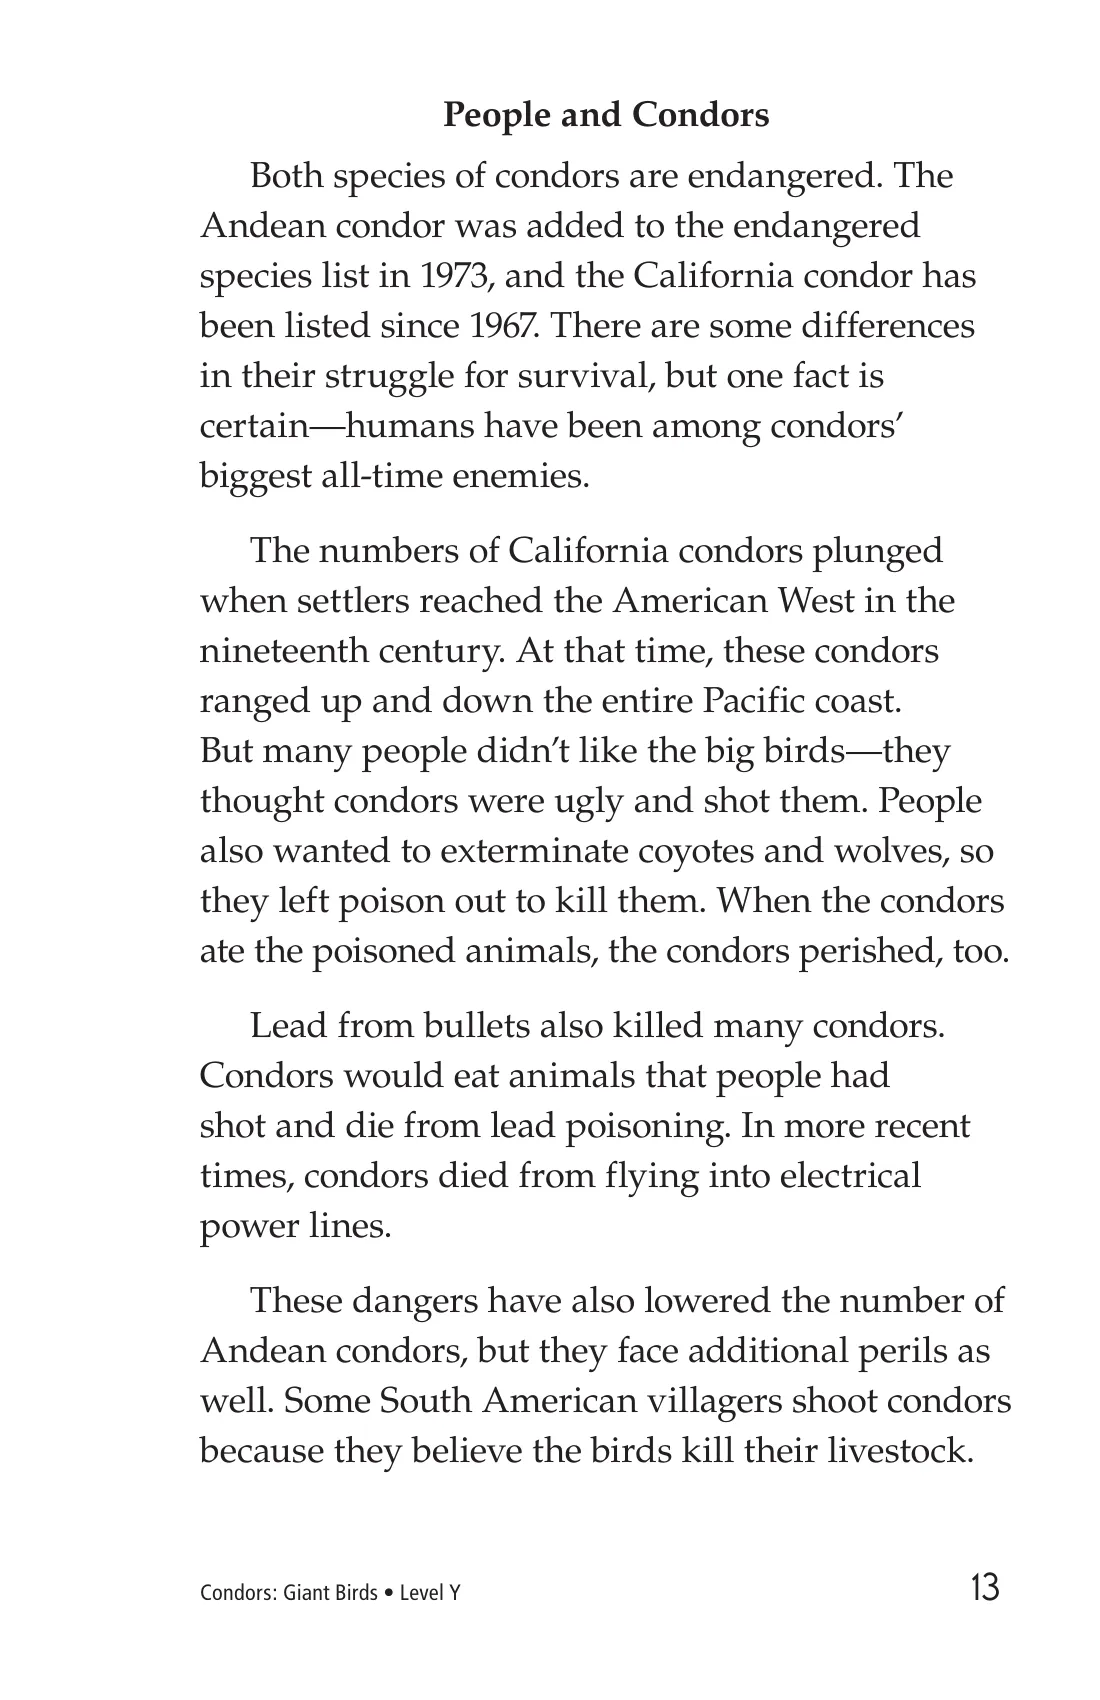 People and Condors
Both species of condors are endangered. The
Andean condor was added to the endangered
species list in 1973, and the California condor has
been listed since 1967. There are some differences
in their struggle for survival, but one fact is
certain—humans have been among condors’
biggest all-time enemies.
The numbers of California condors plunged
when settlers reached the American West in the
nineteenth century. At that time, these condors
ranged up and down the entire Pacific coast.
But many people didn’t like the big birds—they
thought condors were ugly and shot them. People
also wanted to exterminate coyotes and wolves, so
they left poison out to kill them. When the condors
ate the poisoned animals, the condors perished, too.
Lead from bullets also killed many condors.
Condors would eat animals that people had
shot and die from lead poisoning. In more recent
times, condors died from flying into electrical
power lines.
These dangers have also lowered the number of
Andean condors, but they face additional perils as
well. Some South American villagers shoot condors
because they believe the birds kill their livestock.
Condors: Giant Birds • Level Y
13